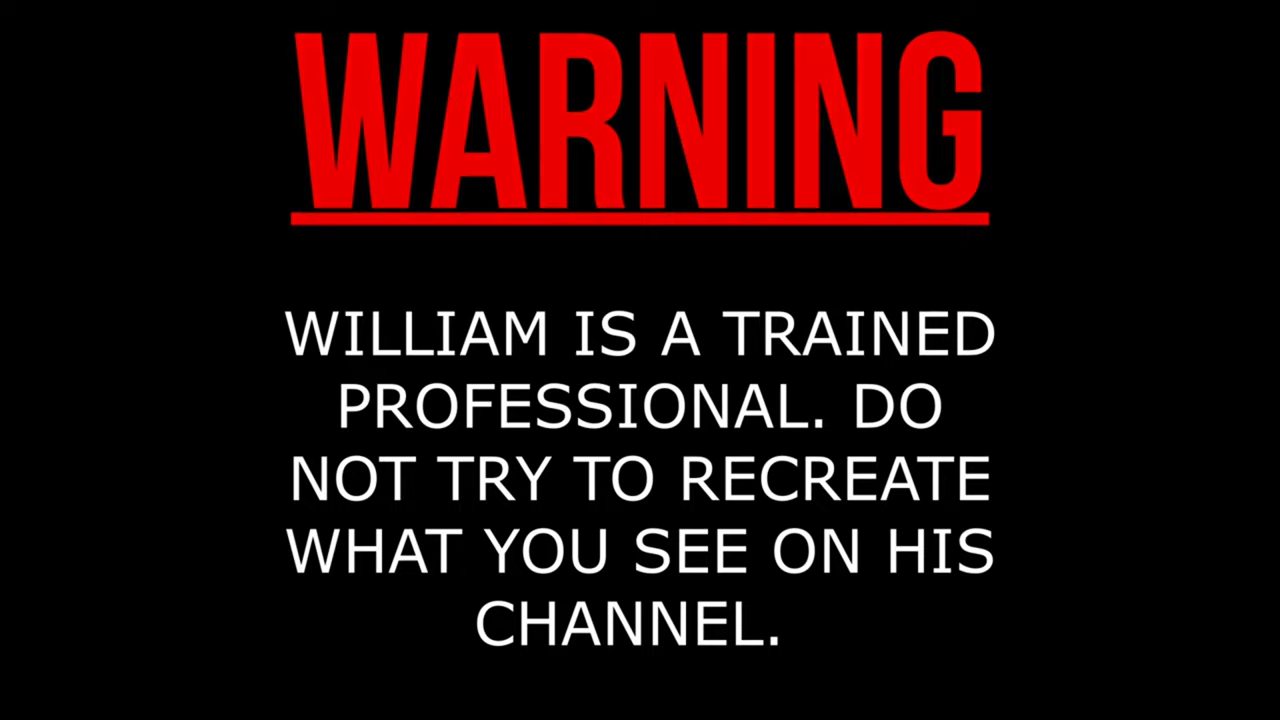 WARNING
WILLIAM IS A TRAINED
PROFESSIONAL. DO
NOT TRY TO RECREATE
WHAT YOU SEE ON HIS
CHANNEL.